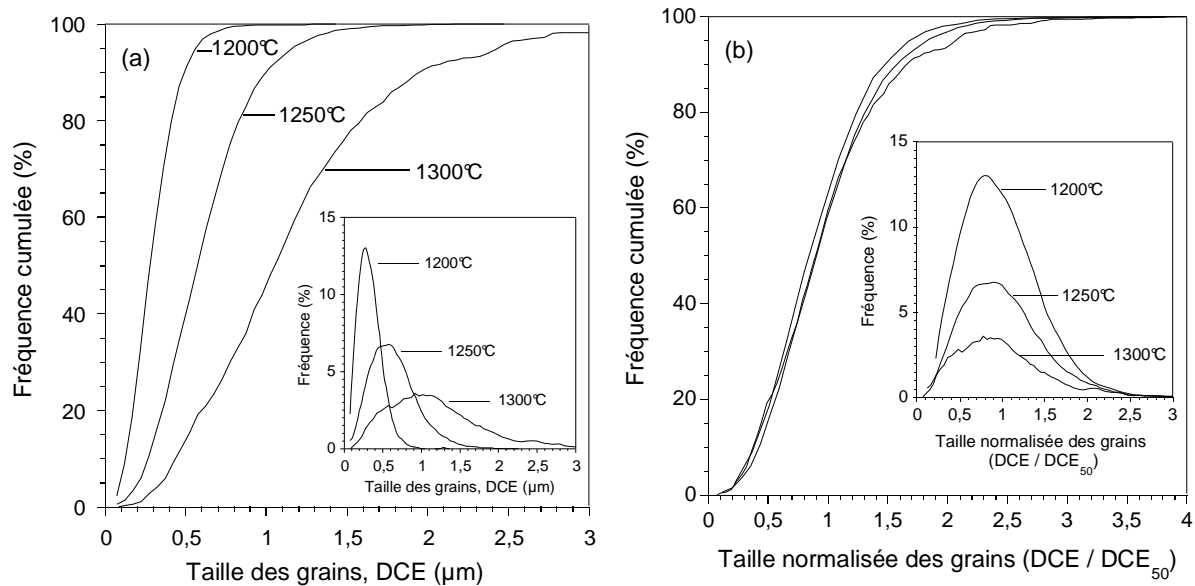 (a)
Fréquence cumulée (%)
100
80
60
40
20
0
1200°C
1250°C
1300°C
Fréquence (%)
15
10
5
0
1200°C
1250°C
1300°C
0
0,5
1
1,5
2
2,5
3
Taille des grains, DCE (µm)
0
0,5
1
1,5
2
2,5
3
Taille des grains, DCE (µm)
(b)
Fréquence cumulée (%)
100
80
60
40
20
0
Fréquence (%)
15
10
5
0
1200°C
1250°C
1300°C
0
0,5
1
1,5
2
2,5
3
Taille normalisée des grains
(DCE / DCE50)
0
0,5
1
1,5
2
2,5
3
3,5
4
Taille normalisée des grains (DCE / DCE50)